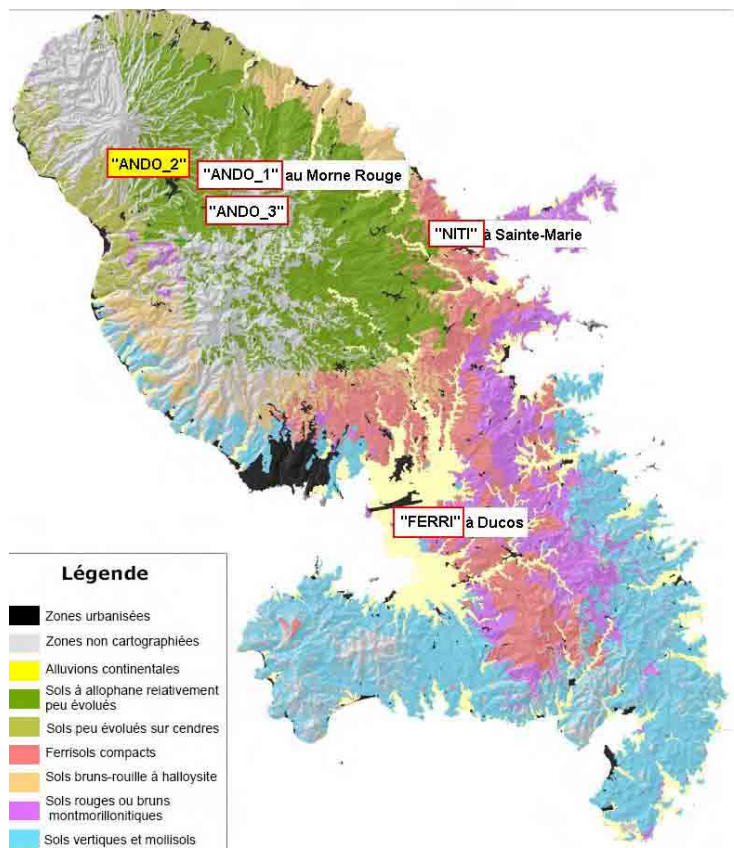 "ANDO_2"
"ANDO_1" au Morne Rouge
"ANDO_3"
"NITI" à Sainte-Marie
"FERRI" à Ducos
Légende
Zones urbanisées
Zones non cartographiées
Alluvions continentales
Sols à allophane relativement
peu évolués
Sols peu évolués sur cendres
Ferrisols compacts
Sols bruns-rouille à halloysite
Sols rouges ou bruns
montmorillonitiques
Sols vertiques et mollisols